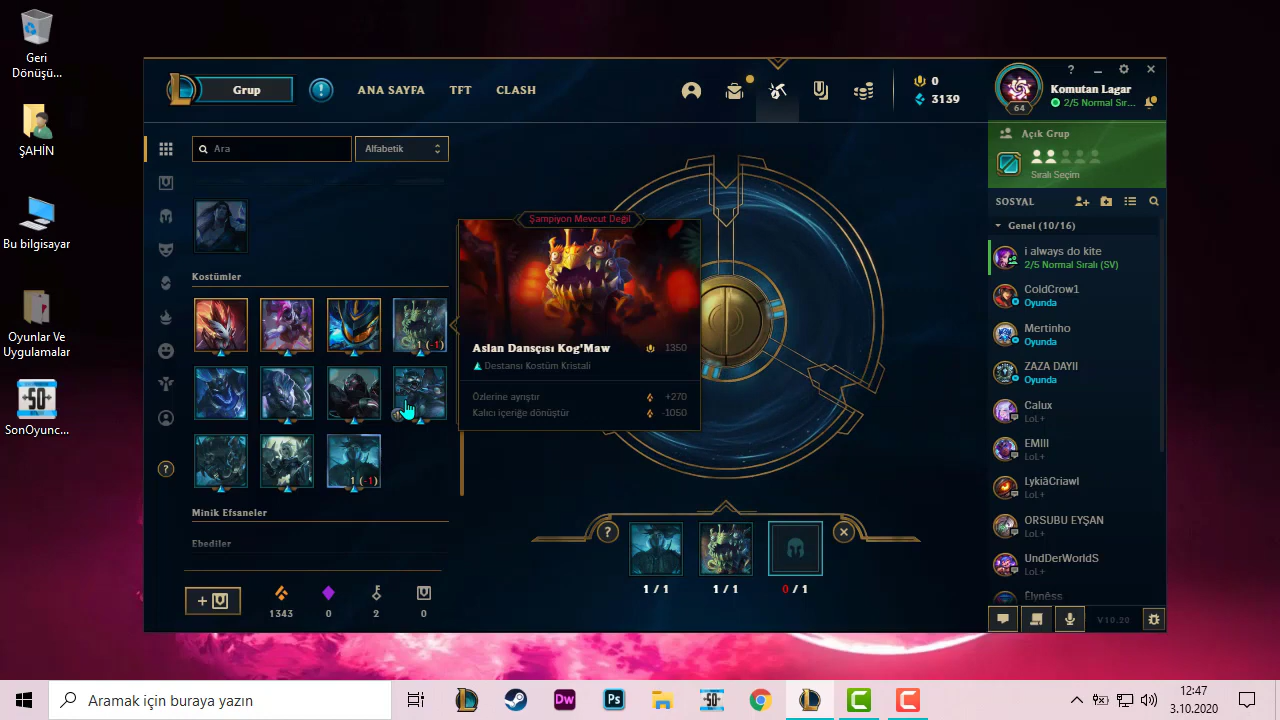 Geri
Dönüşü...
ŞAHİN
Bu bilgisayar
Oyunlar Ve
Uygulamalar
SO
SonOyunc...
Grup
ANA SAYFA
TFT
CLASH
0
3139
64
Komutan Lagar
2/5 Normal Sır...
Açık Grup
Sıralı Seçim
SOSYAL
Genel (10/16)
i always do kite
2/5 Normal Sıralı (SV)
ColdCrow1
Oyunda
Mertinho
Oyunda
ZAZA DAYII
Oyunda
Calux
LoL+
EMIII
LoL+
LykiâCriawl
LoL+
ORSUBU EYŞAN
LoL+
UndDerWorldS
LoL+
Êlynêss
V10.20
Ara
Alfabetik
Kostümler
1 (-1)
1 (-1)
Minik Efsaneler
Ebediler
1343
0
2
0
Şampiyon Mevcut Değil
Aslan Dansçısı Kog'Maw
1350
Destansı Kostüm Kristali
Özlerine ayrıştır
+270
Kalıcı içeriğe dönüştür
-1050
1 / 1
1 / 1
0 / 1
Aramak için buraya yazın
Dw
Ps
SO
12:47
3.10.2020